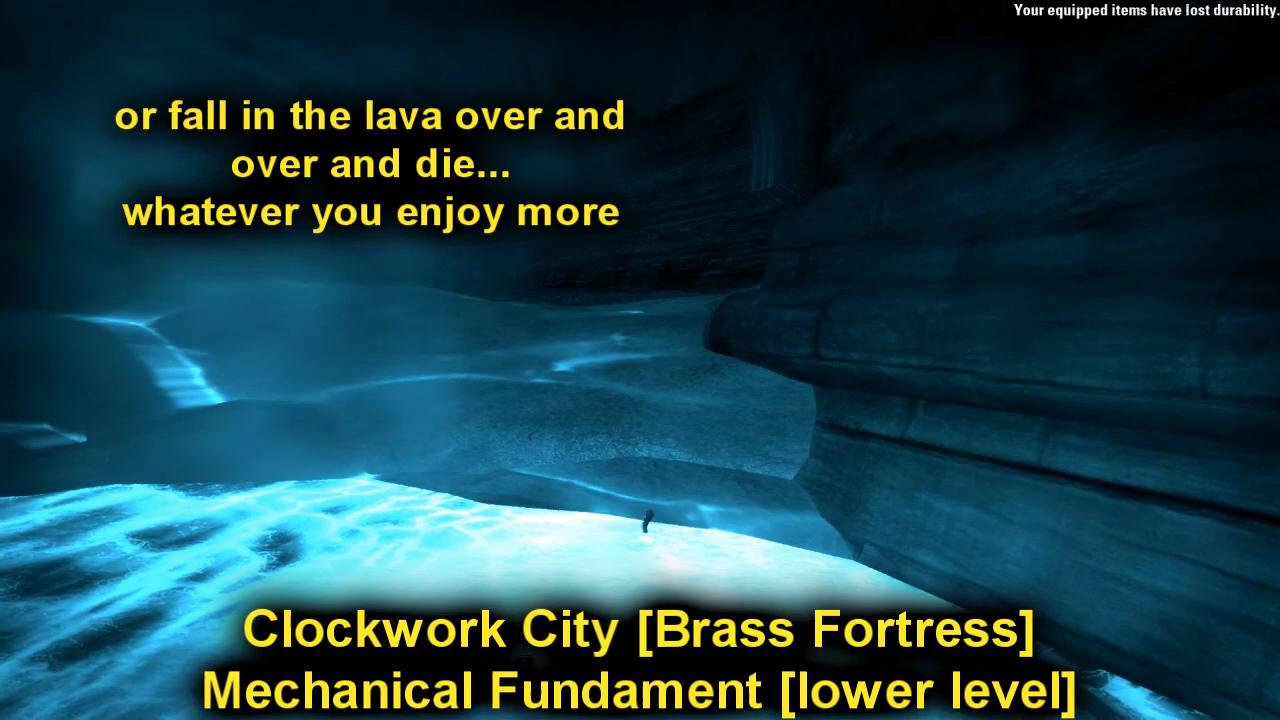 Your equipped items have lost durability.
or fall in the lava over and
over and die...
whatever you enjoy more
Clockwork City [Brass Fortress]
Mechanical Fundament [lower level]